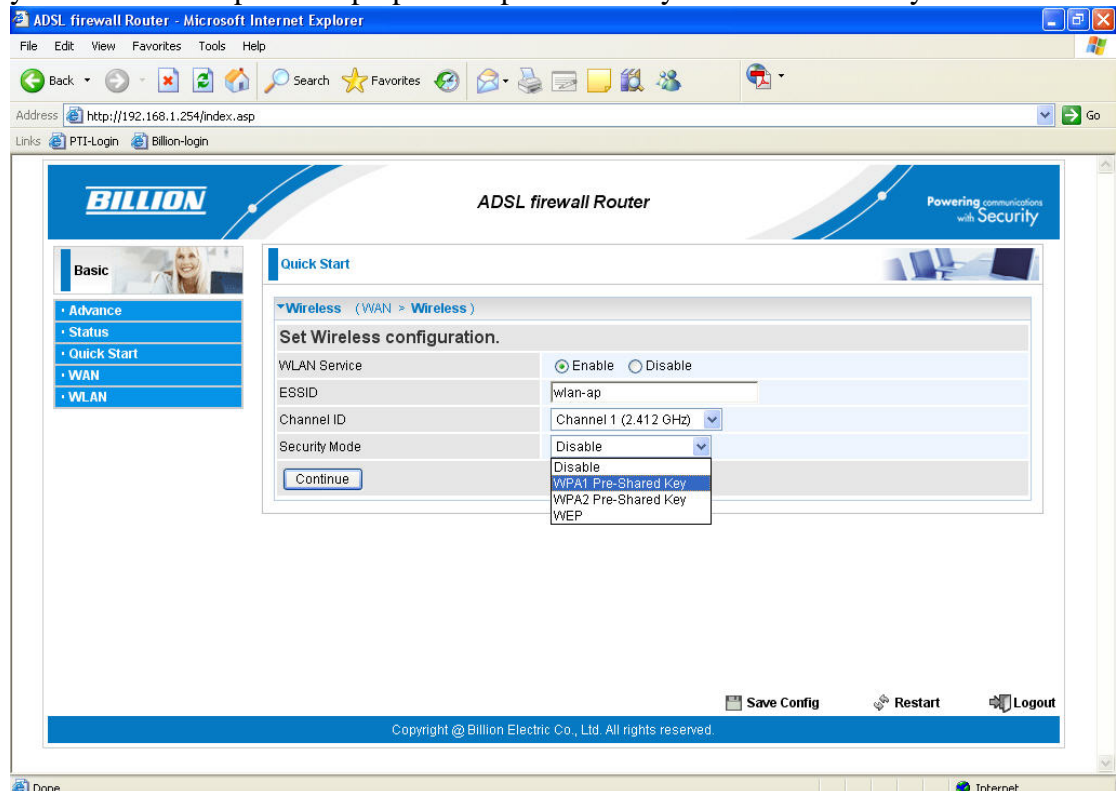 ADSL firewall Router - Microsoft Internet Explorer
File Edit View Favorites Tools Help
Back Search Favorites
Address http://192.168.1.254/index.asp Go
Links PTI-Login Billion-login
BILLION
ADSL firewall Router
Powering communications
with Security
Basic
Quick Start
· Advance
· Status
· Quick Start
· WAN
· WLAN
Wireless (WAN > Wireless)
Set Wireless configuration.
WLAN Service Enable Disable
ESSID wlan-ap
Channel ID Channel 1 (2.412 GHz)
Security Mode Disable
Disable
WPA1 Pre-Shared Key
WPA2 Pre-Shared Key
WEP
Continue
Save Config Restart Logout
Copyright @ Billion Electric Co., Ltd. All rights reserved.
Done Internet